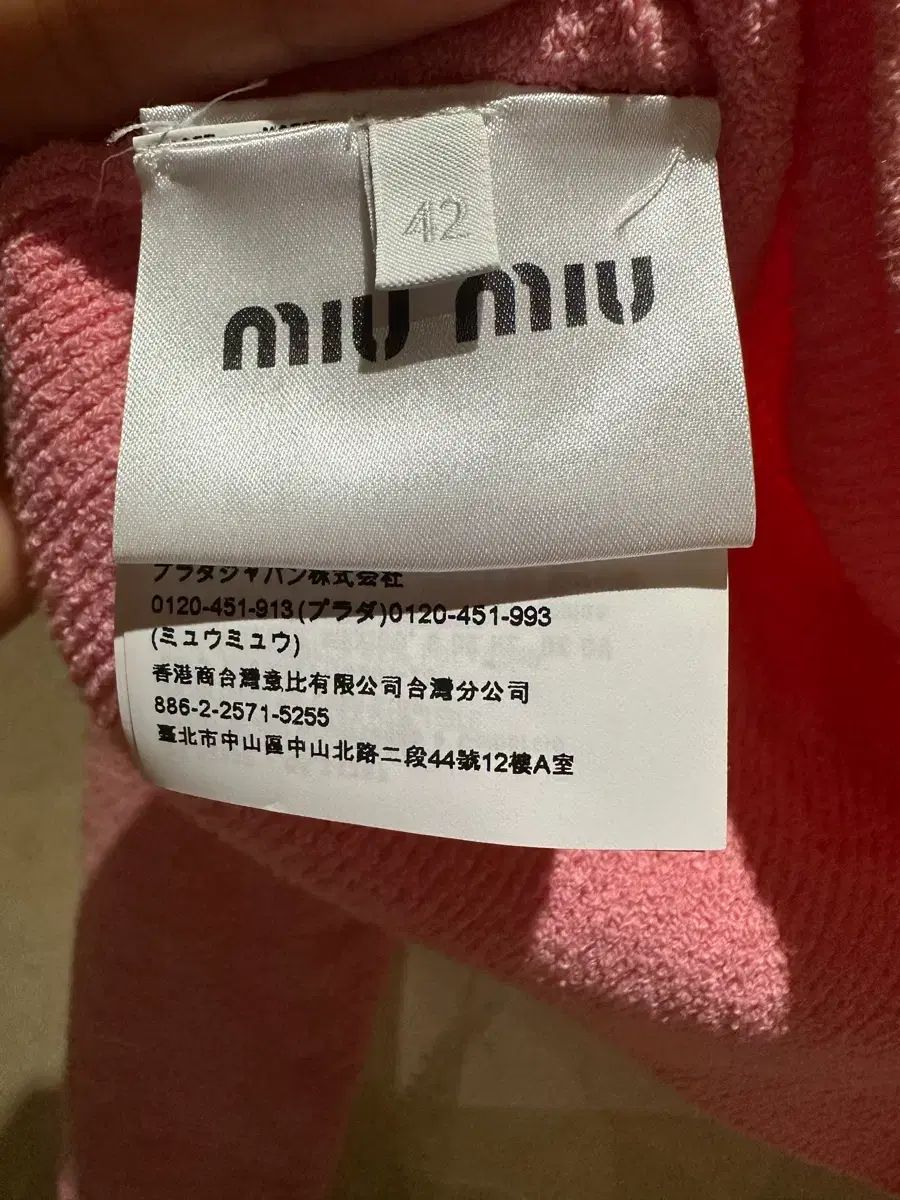 42
miu miu
プラダジャパン株式会社
0120-451-913(プラダ)0120-451-993
(ミュウミュウ)
香港商台灣意比有限公司台灣分公司
886-2-2571-5255
臺北市中山區中山北路二段44號12樓A室